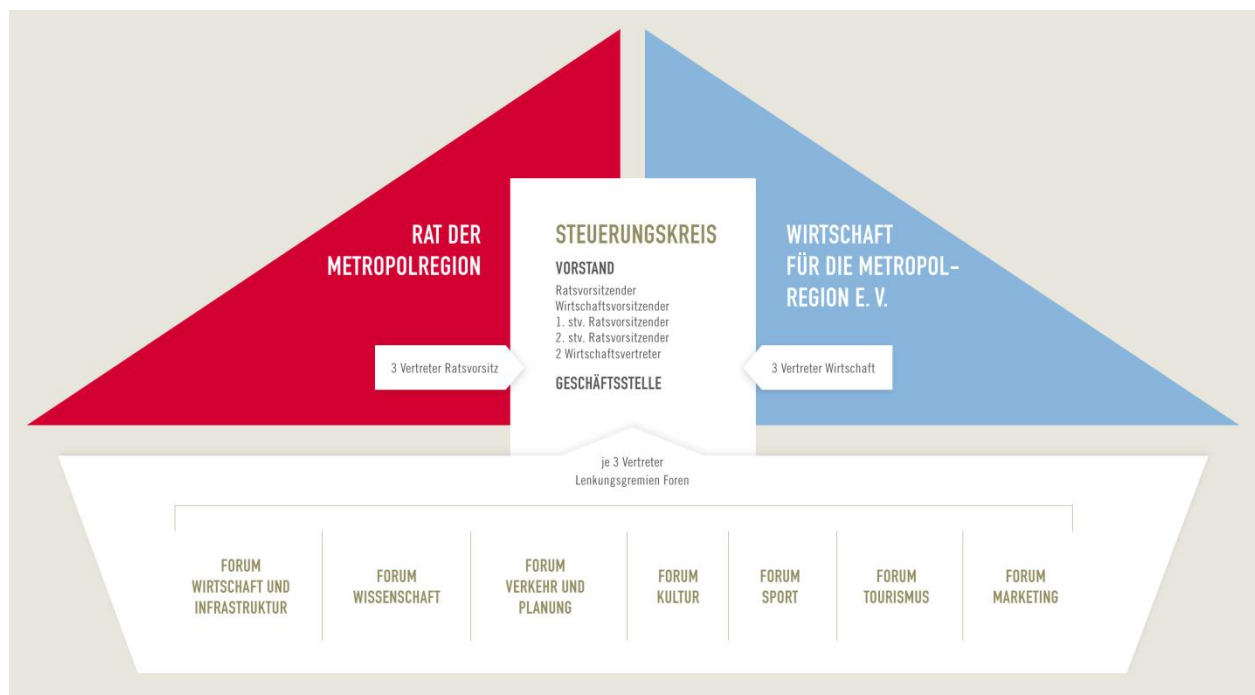 RAT DER
METROPOLREGION
3 Vertreter Ratsvorsitz
STEUERUNGSKREIS
VORSTAND
Ratsvorsitzender
Wirtschaftsvorsitzender
1. stv. Ratsvorsitzender
2. stv. Ratsvorsitzender
2 Wirtschaftsvertreter
GESCHÄFTSSTELLE
WIRTSCHAFT
FÜR DIE METROPOL-
REGION E. V.
3 Vertreter Wirtschaft
je 3 Vertreter
Lenkungsgremien Foren
FORUM
WIRTSCHAFT UND
INFRASTRUKTUR
FORUM
WISSENSCHAFT
FORUM
VERKEHR UND
PLANUNG
FORUM
KULTUR
FORUM
SPORT
FORUM
TOURISMUS
FORUM
MARKETING